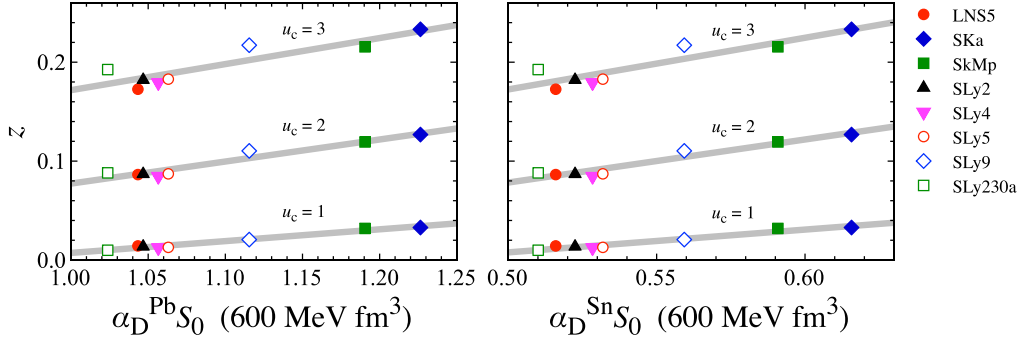 z
0.2
0.1
0.0
u_c = 3
u_c = 2
u_c = 1
1.00 1.05 1.10 1.15 1.20 1.25
α_D^Pb S_0 (600 MeV fm^3)
u_c = 3
u_c = 2
u_c = 1
0.50 0.55 0.60
α_D^Sn S_0 (600 MeV fm^3)
LNS5
SKa
SkMp
SLy2
SLy4
SLy5
SLy9
SLy230a